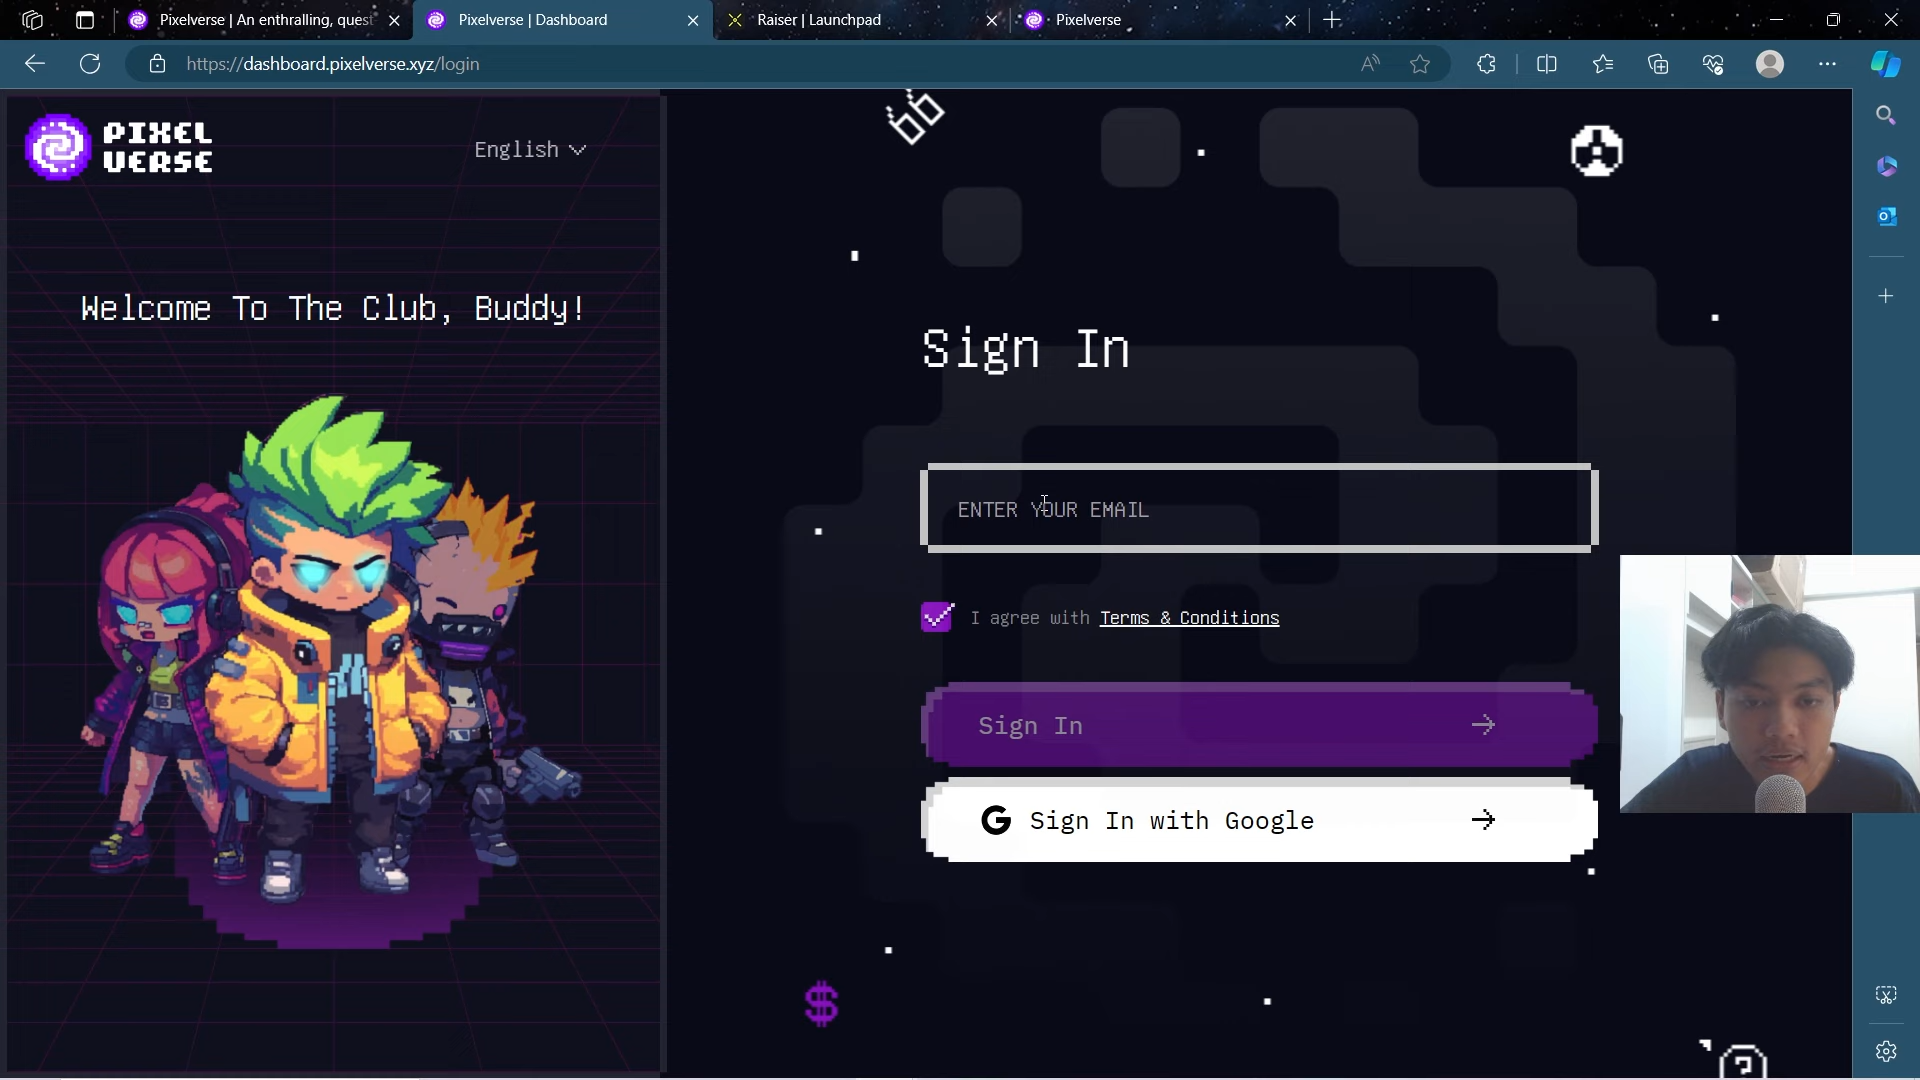 Pixelverse | An enthralling, quest
Pixelverse | Dashboard
Raiser | Launchpad
Pixelverse
https://dashboard.pixelverse.xyz/login
PIXEL
VERSE
English
Welcome To The Club, Buddy!
Sign In
ENTER YOUR EMAIL
I agree with Terms & Conditions
Sign In
Sign In with Google